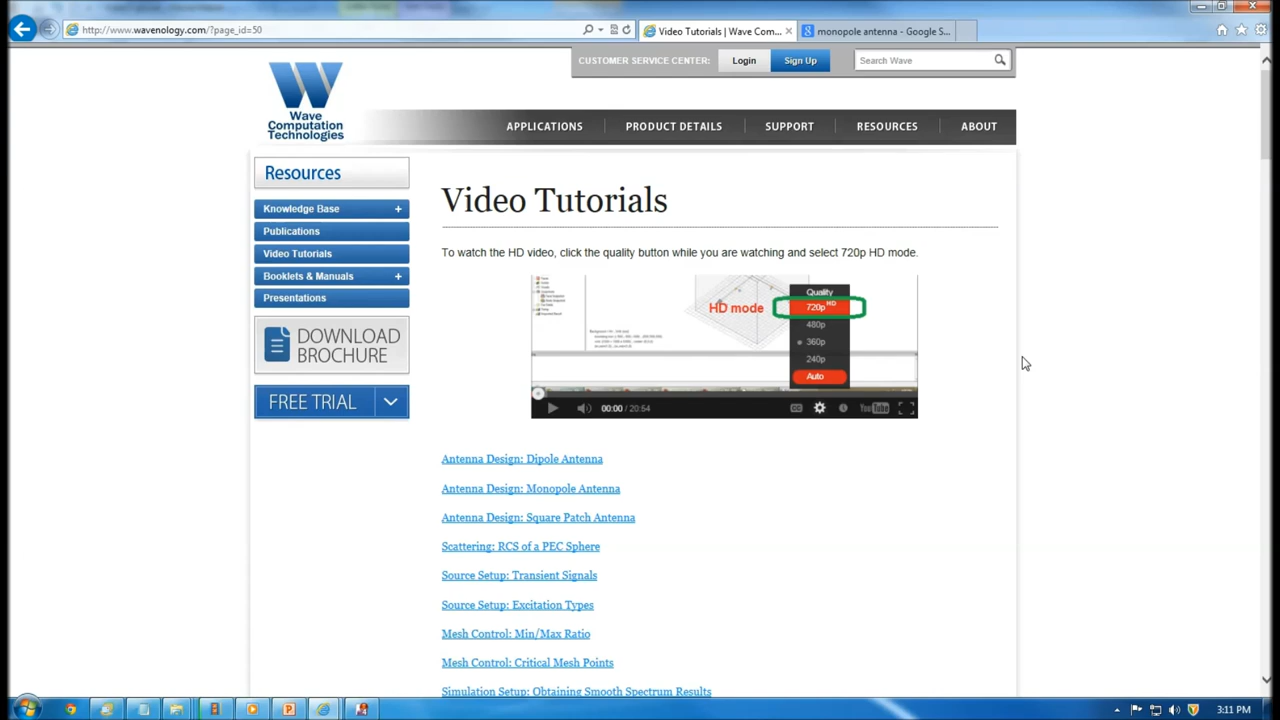 http://www.wavenology.com/?page_id=50
Video Tutorials | Wave Com...
monopole antenna - Google S...
CUSTOMER SERVICE CENTER:
Login
Sign Up
Search Wave
Wave
Computation
Technologies
APPLICATIONS
PRODUCT DETAILS
SUPPORT
RESOURCES
ABOUT
Resources
Knowledge Base +
Publications
Video Tutorials
Booklets & Manuals +
Presentations
DOWNLOAD
BROCHURE
FREE TRIAL
Video Tutorials
To watch the HD video, click the quality button while you are watching and select 720p HD mode.
Quality
HD mode
720p HD
480p
360p
240p
Auto
00:00 / 20:54
YouTube
Antenna Design: Dipole Antenna
Antenna Design: Monopole Antenna
Antenna Design: Square Patch Antenna
Scattering: RCS of a PEC Sphere
Source Setup: Transient Signals
Source Setup: Excitation Types
Mesh Control: Min/Max Ratio
Mesh Control: Critical Mesh Points
Simulation Setup: Obtaining Smooth Spectrum Results
3:11 PM